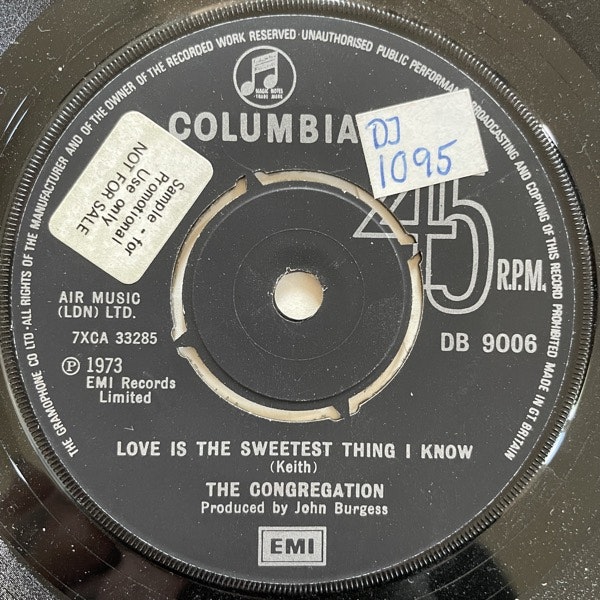 THE GRAMOPHONE CO LTD · ALL RIGHTS OF THE MANUFACTURER AND OF THE OWNER OF THE RECORDED WORK RESERVED · UNAUTHORISED PUBLIC PERFORMANCE BROADCASTING AND COPYING OF THIS RECORD PROHIBITED MADE IN GT. BRITAIN
MAGIC NOTES
TRADE MARK
COLUMBIA
DJ
1095
Sample - for
Promotional
Use only
NOT FOR SALE
45
R.P.M.
AIR MUSIC
(LDN) LTD.
7XCA 33285
DB 9006
Ⓟ 1973
EMI Records
Limited
LOVE IS THE SWEETEST THING I KNOW
(Keith)
THE CONGREGATION
Produced by John Burgess
EMI